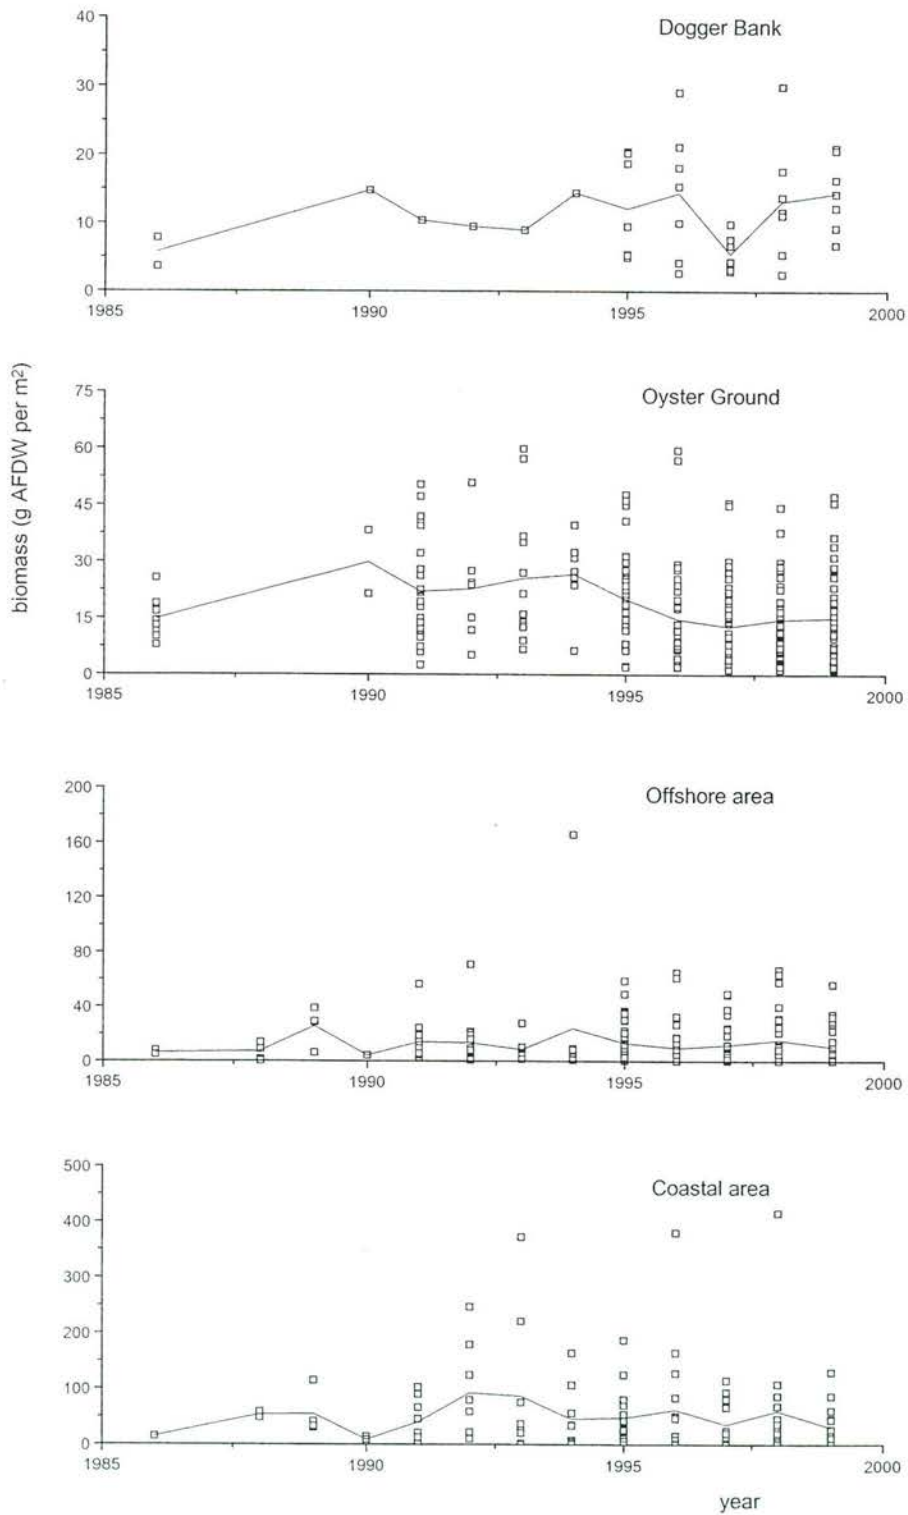 Dogger Bank
40
30
20
10
0
1985 1990 1995 2000
biomass (g AFDW per m²)
Oyster Ground
75
60
45
30
15
0
1985 1990 1995 2000
Offshore area
200
160
120
80
40
0
1985 1990 1995 2000
Coastal area
500
400
300
200
100
0
1985 1990 1995 2000
year